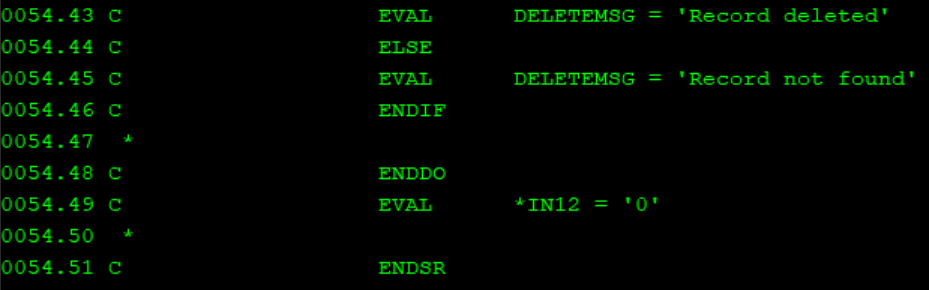 0054.43 C                   EVAL      DELETEMSG = 'Record deleted'
0054.44 C                   ELSE
0054.45 C                   EVAL      DELETEMSG = 'Record not found'
0054.46 C                   ENDIF
0054.47  *
0054.48 C                   ENDDO
0054.49 C                   EVAL      *IN12 = '0'
0054.50  *
0054.51 C                   ENDSR